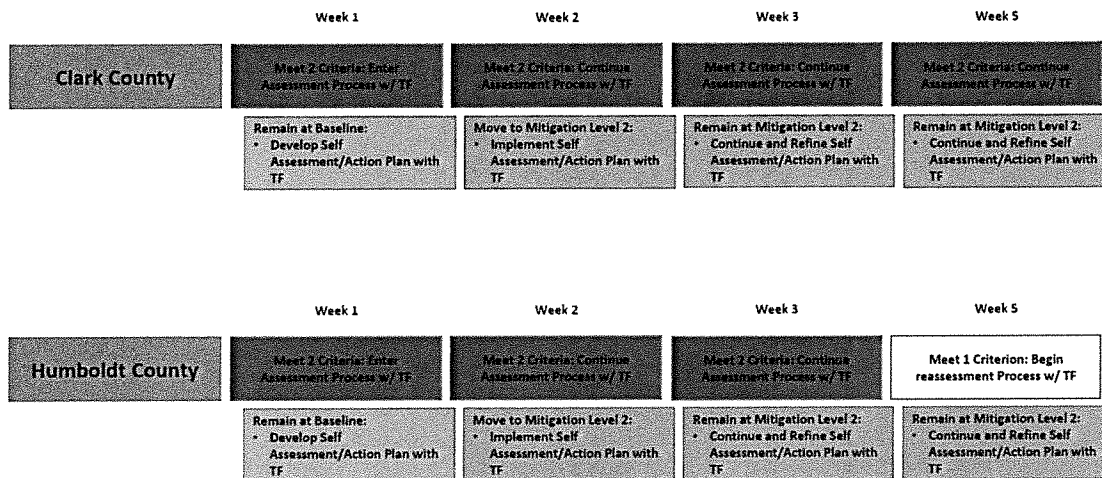 Week 1
Week 2
Week 3
Week 5
Clark County
Meet 2 Criteria: Enter
Assessment Process w/ TF
Meet 2 Criteria: Continue
Assessment Process w/ TF
Meet 2 Criteria: Continue
Assessment Process w/ TF
Meet 2 Criteria: Continue
Assessment Process w/ TF
Remain at Baseline:
• Develop Self
Assessment/Action Plan with
TF
Move to Mitigation Level 2:
• Implement Self
Assessment/Action Plan with
TF
Remain at Mitigation Level 2:
• Continue and Refine Self
Assessment/Action Plan with
TF
Remain at Mitigation Level 2:
• Continue and Refine Self
Assessment/Action Plan with
TF
Week 1
Week 2
Week 3
Week 5
Humboldt County
Meet 2 Criteria: Enter
Assessment Process w/ TF
Meet 2 Criteria: Continue
Assessment Process w/ TF
Meet 2 Criteria: Continue
Assessment Process w/ TF
Meet 1 Criterion: Begin
reassessment Process w/ TF
Remain at Baseline:
• Develop Self
Assessment/Action Plan with
TF
Move to Mitigation Level 2:
• Implement Self
Assessment/Action Plan with
TF
Remain at Mitigation Level 2:
• Continue and Refine Self
Assessment/Action Plan with
TF
Remain at Mitigation Level 2:
• Continue and Refine Self
Assessment/Action Plan with
TF